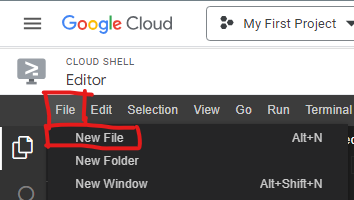 Google Cloud
My First Project
CLOUD SHELL
Editor
File Edit Selection View Go Run Terminal
New File Alt+N
New Folder
New Window Alt+Shift+N